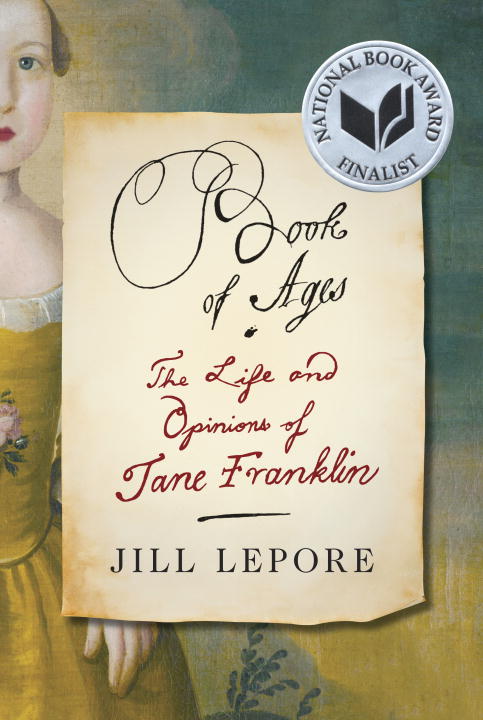 NATIONAL BOOK AWARD
FINALIST
Book
of Ages
The Life and
Opinions of
Jane Franklin
JILL LEPORE